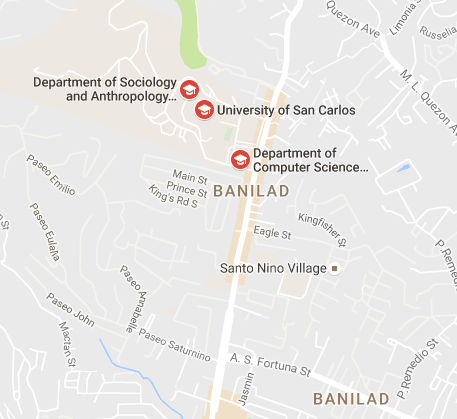 Quezon Ave
Limonia S
Russelia
M. L. Quezon Ave
Department of Sociology
and Anthropology...
University of San Carlos
Department of
Computer Science...
Paseo Emilio
Main St
Prince St
King's Rd S
BANILAD
Kingfisher St
Eagle St
Paseo Eulalia
Santo Nino Village
P.Remedio
Paseo Annabelle
Paseo John
Mactan St
Paseo Saturnino
A. S. Fortuna St
P.Remedio St
Jasmin
BANILAD